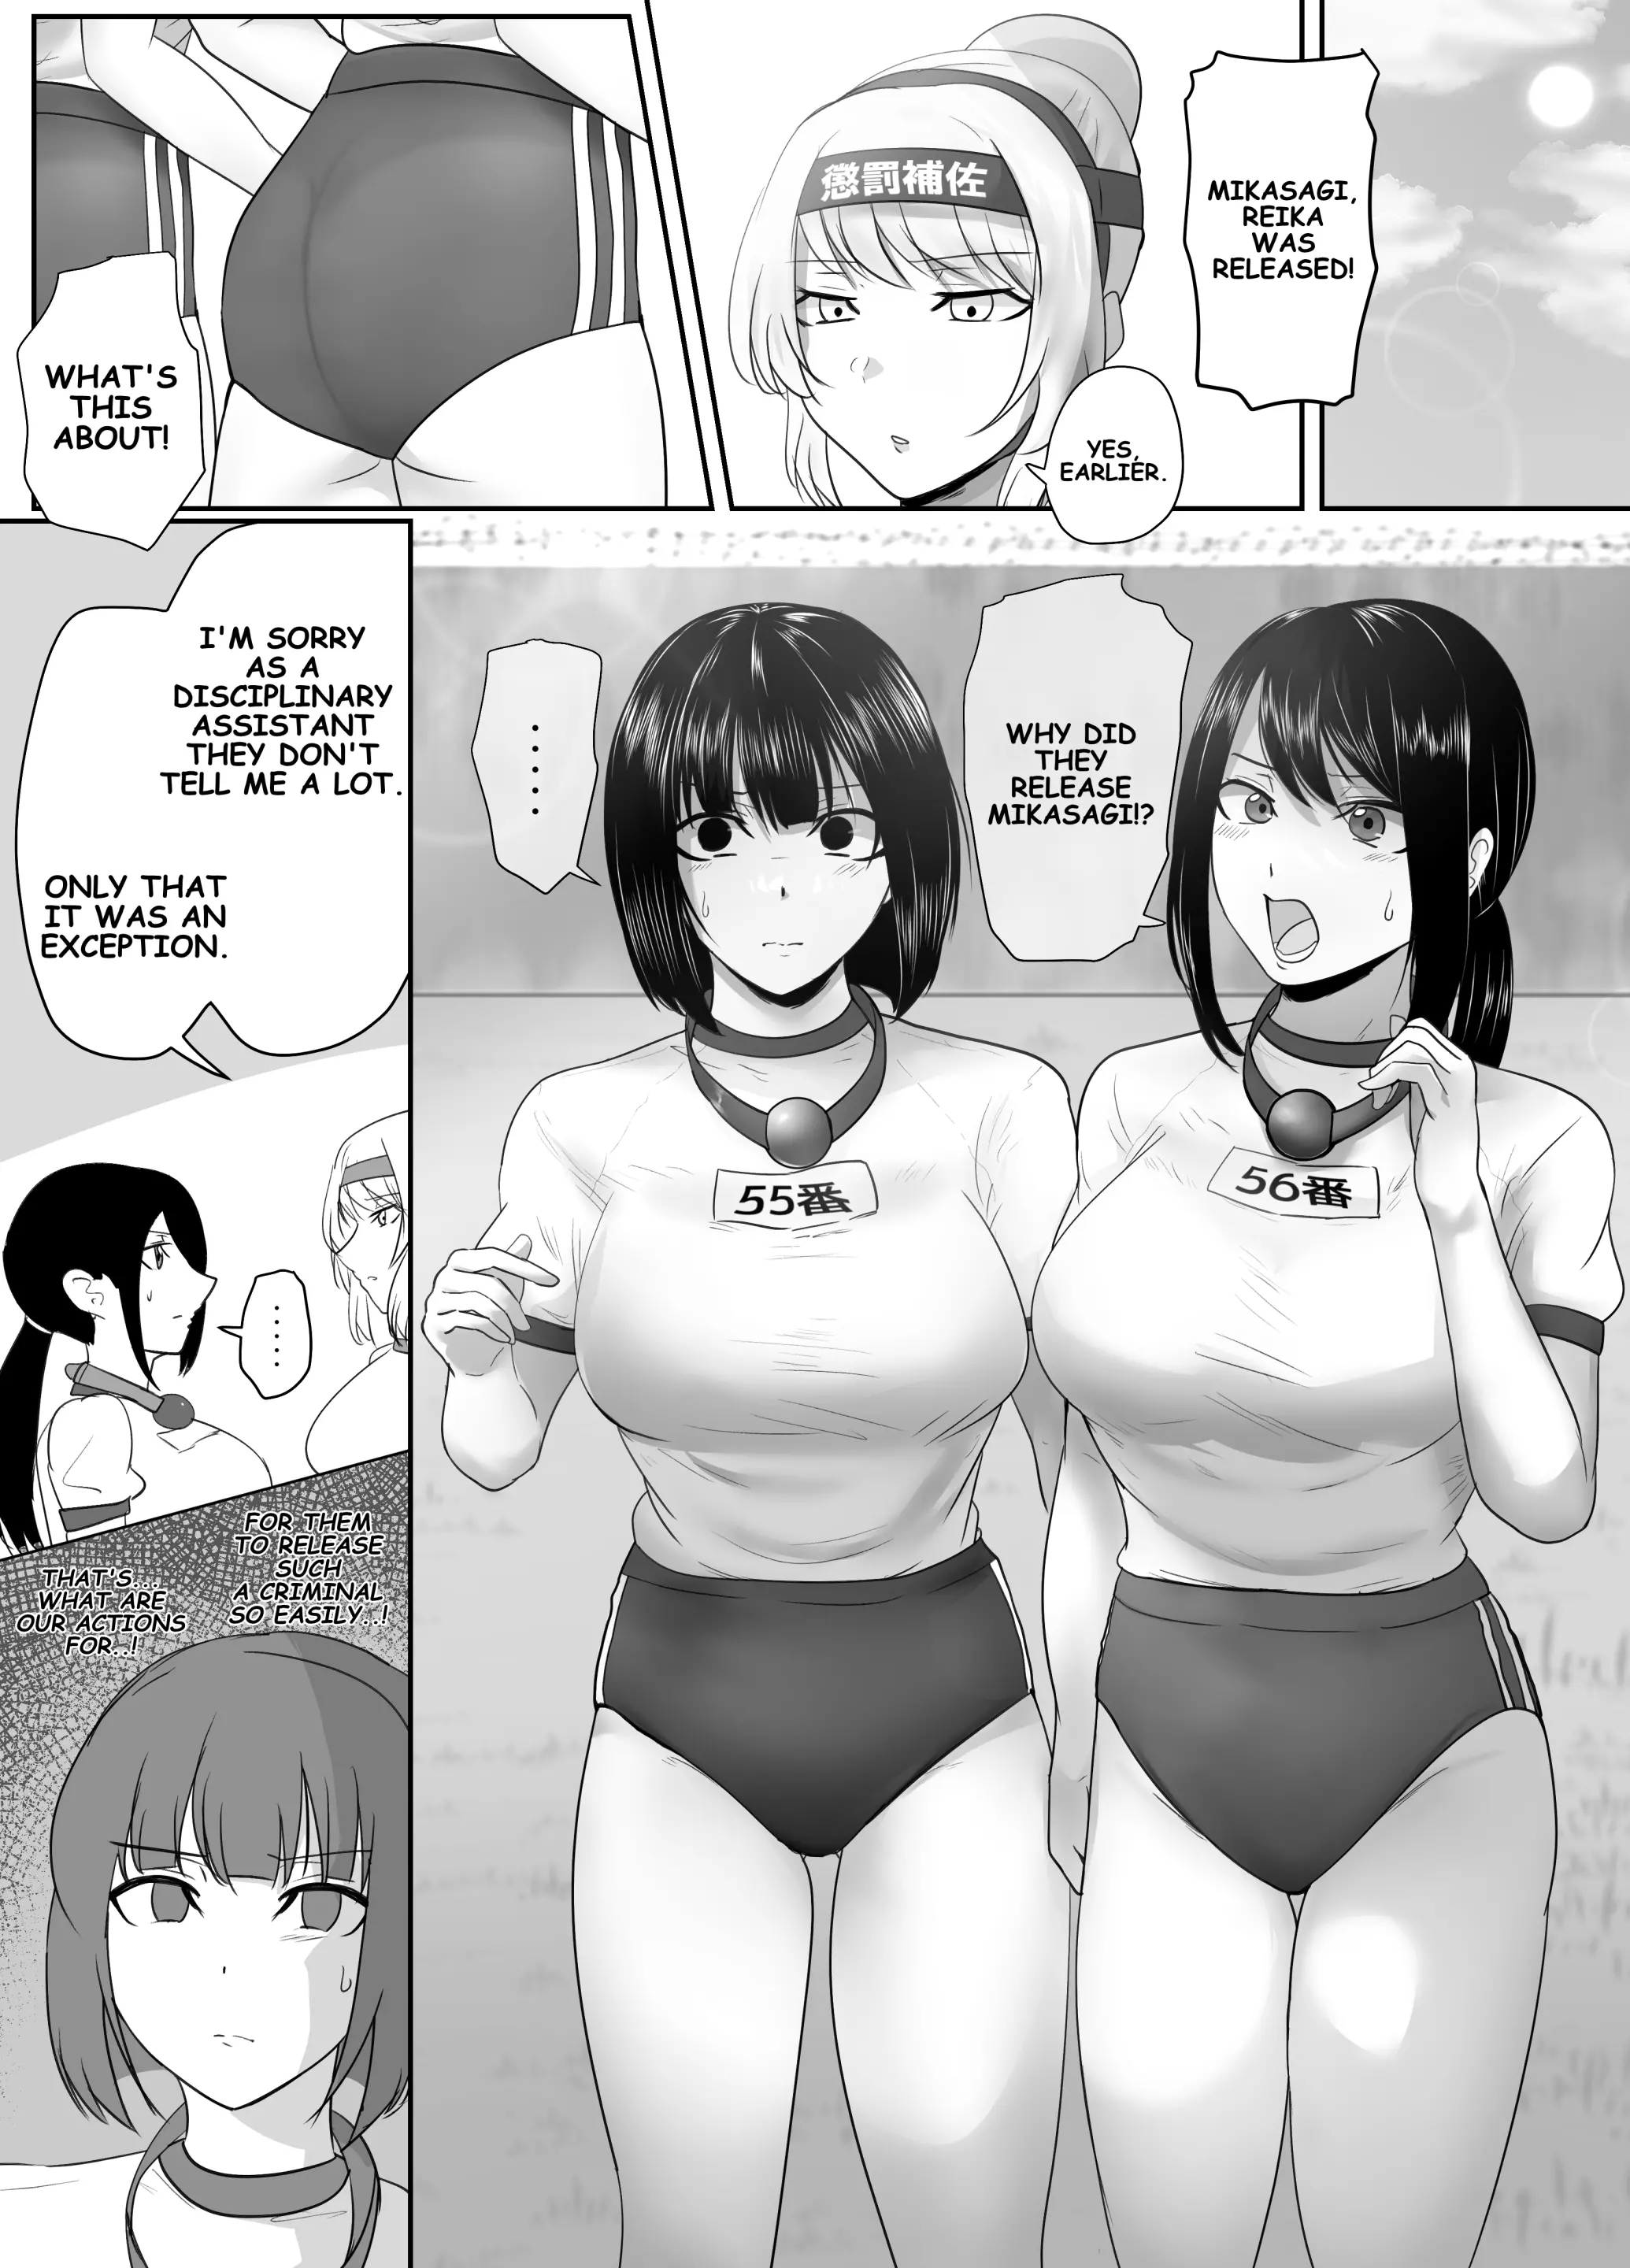 MIKASAGI,
REIKA
WAS
RELEASED!
懲罰補佐
YES,
EARLIER.
WHAT'S
THIS
ABOUT!
WHY DID
THEY
RELEASE
MIKASAGI!?
56番
.....
55番
I'M SORRY
AS A
DISCIPLINARY
ASSISTANT
THEY DON'T
TELL ME A LOT.
ONLY THAT
IT WAS AN
EXCEPTION.
.....
FOR THEM
TO RELEASE
SUCH
A CRIMINAL
SO EASILY..!
THAT'S...
WHAT ARE
OUR ACTIONS
FOR..!